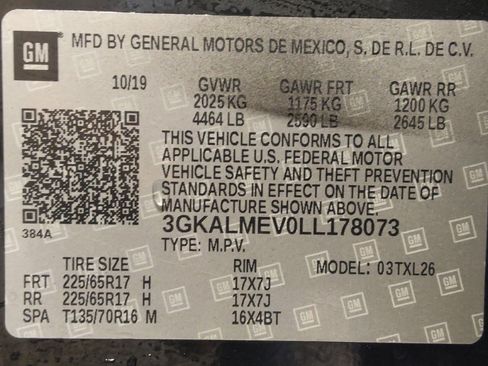 GM MFD BY GENERAL MOTORS DE MEXICO, S. DE R.L. DE C.V.
10/19 GVWR GAWR FRT GAWR RR
2025 KG 1175 KG 1200 KG
4464 LB 2590 LB 2645 LB
THIS VEHICLE CONFORMS TO ALL
APPLICABLE U.S. FEDERAL MOTOR
VEHICLE SAFETY AND THEFT PREVENTION
STANDARDS IN EFFECT ON THE DATE OF
MANUFACTURE SHOWN ABOVE.
384A 3GKALMEV0LL178073
TYPE: M.P.V.
TIRE SIZE RIM MODEL: 03TXL26
FRT 225/65R17 H 17X7J
RR 225/65R17 H 17X7J
SPA T135/70R16 M 16X4BT